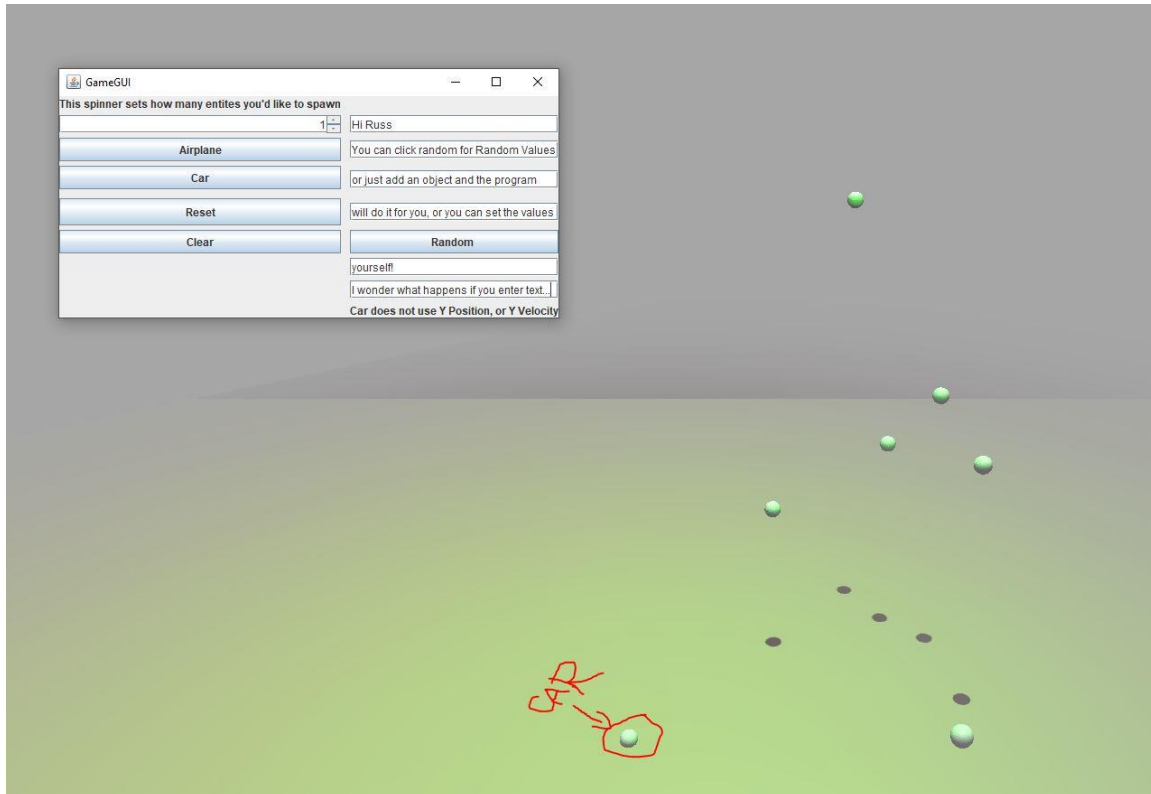 GameGUI
This spinner sets how many entites you'd like to spawn
1
Hi Russ
Airplane
You can click random for Random Values
Car
or just add an object and the program
Reset
will do it for you, or you can set the values
Clear
Random
yourself!
I wonder what happens if you enter text...
Car does not use Y Position, or Y Velocity